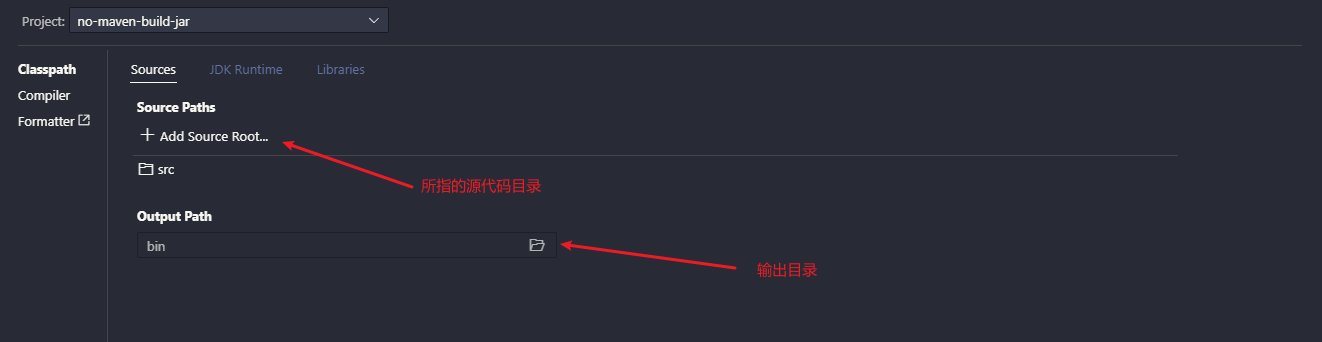 Project: no-maven-build-jar
Classpath
Compiler
Formatter
Sources JDK Runtime Libraries
Source Paths
Add Source Root...
src
所指的源代码目录
Output Path
bin
输出目录